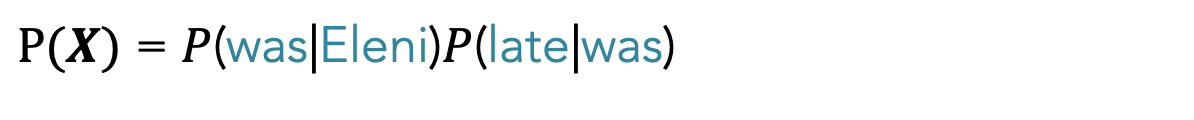 P(X) = P(was|Eleni)P(late|was)